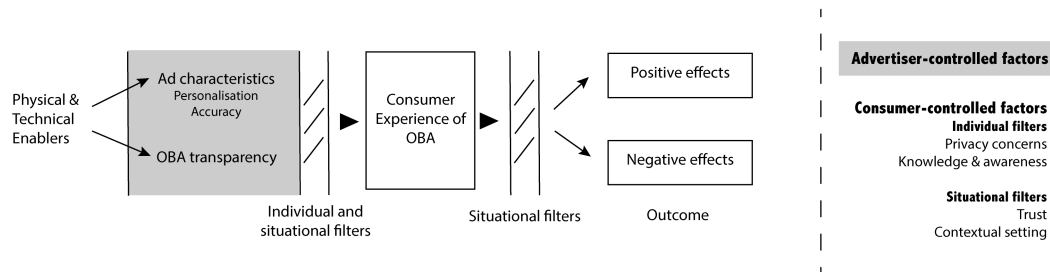 Physical &
Technical
Enablers
Ad characteristics
Personalisation
Accuracy
OBA transparency
Individual and
situational filters
Consumer
Experience of
OBA
Situational filters
Positive effects
Negative effects
Outcome
Advertiser-controlled factors
Consumer-controlled factors
Individual filters
Privacy concerns
Knowledge & awareness
Situational filters
Trust
Contextual setting